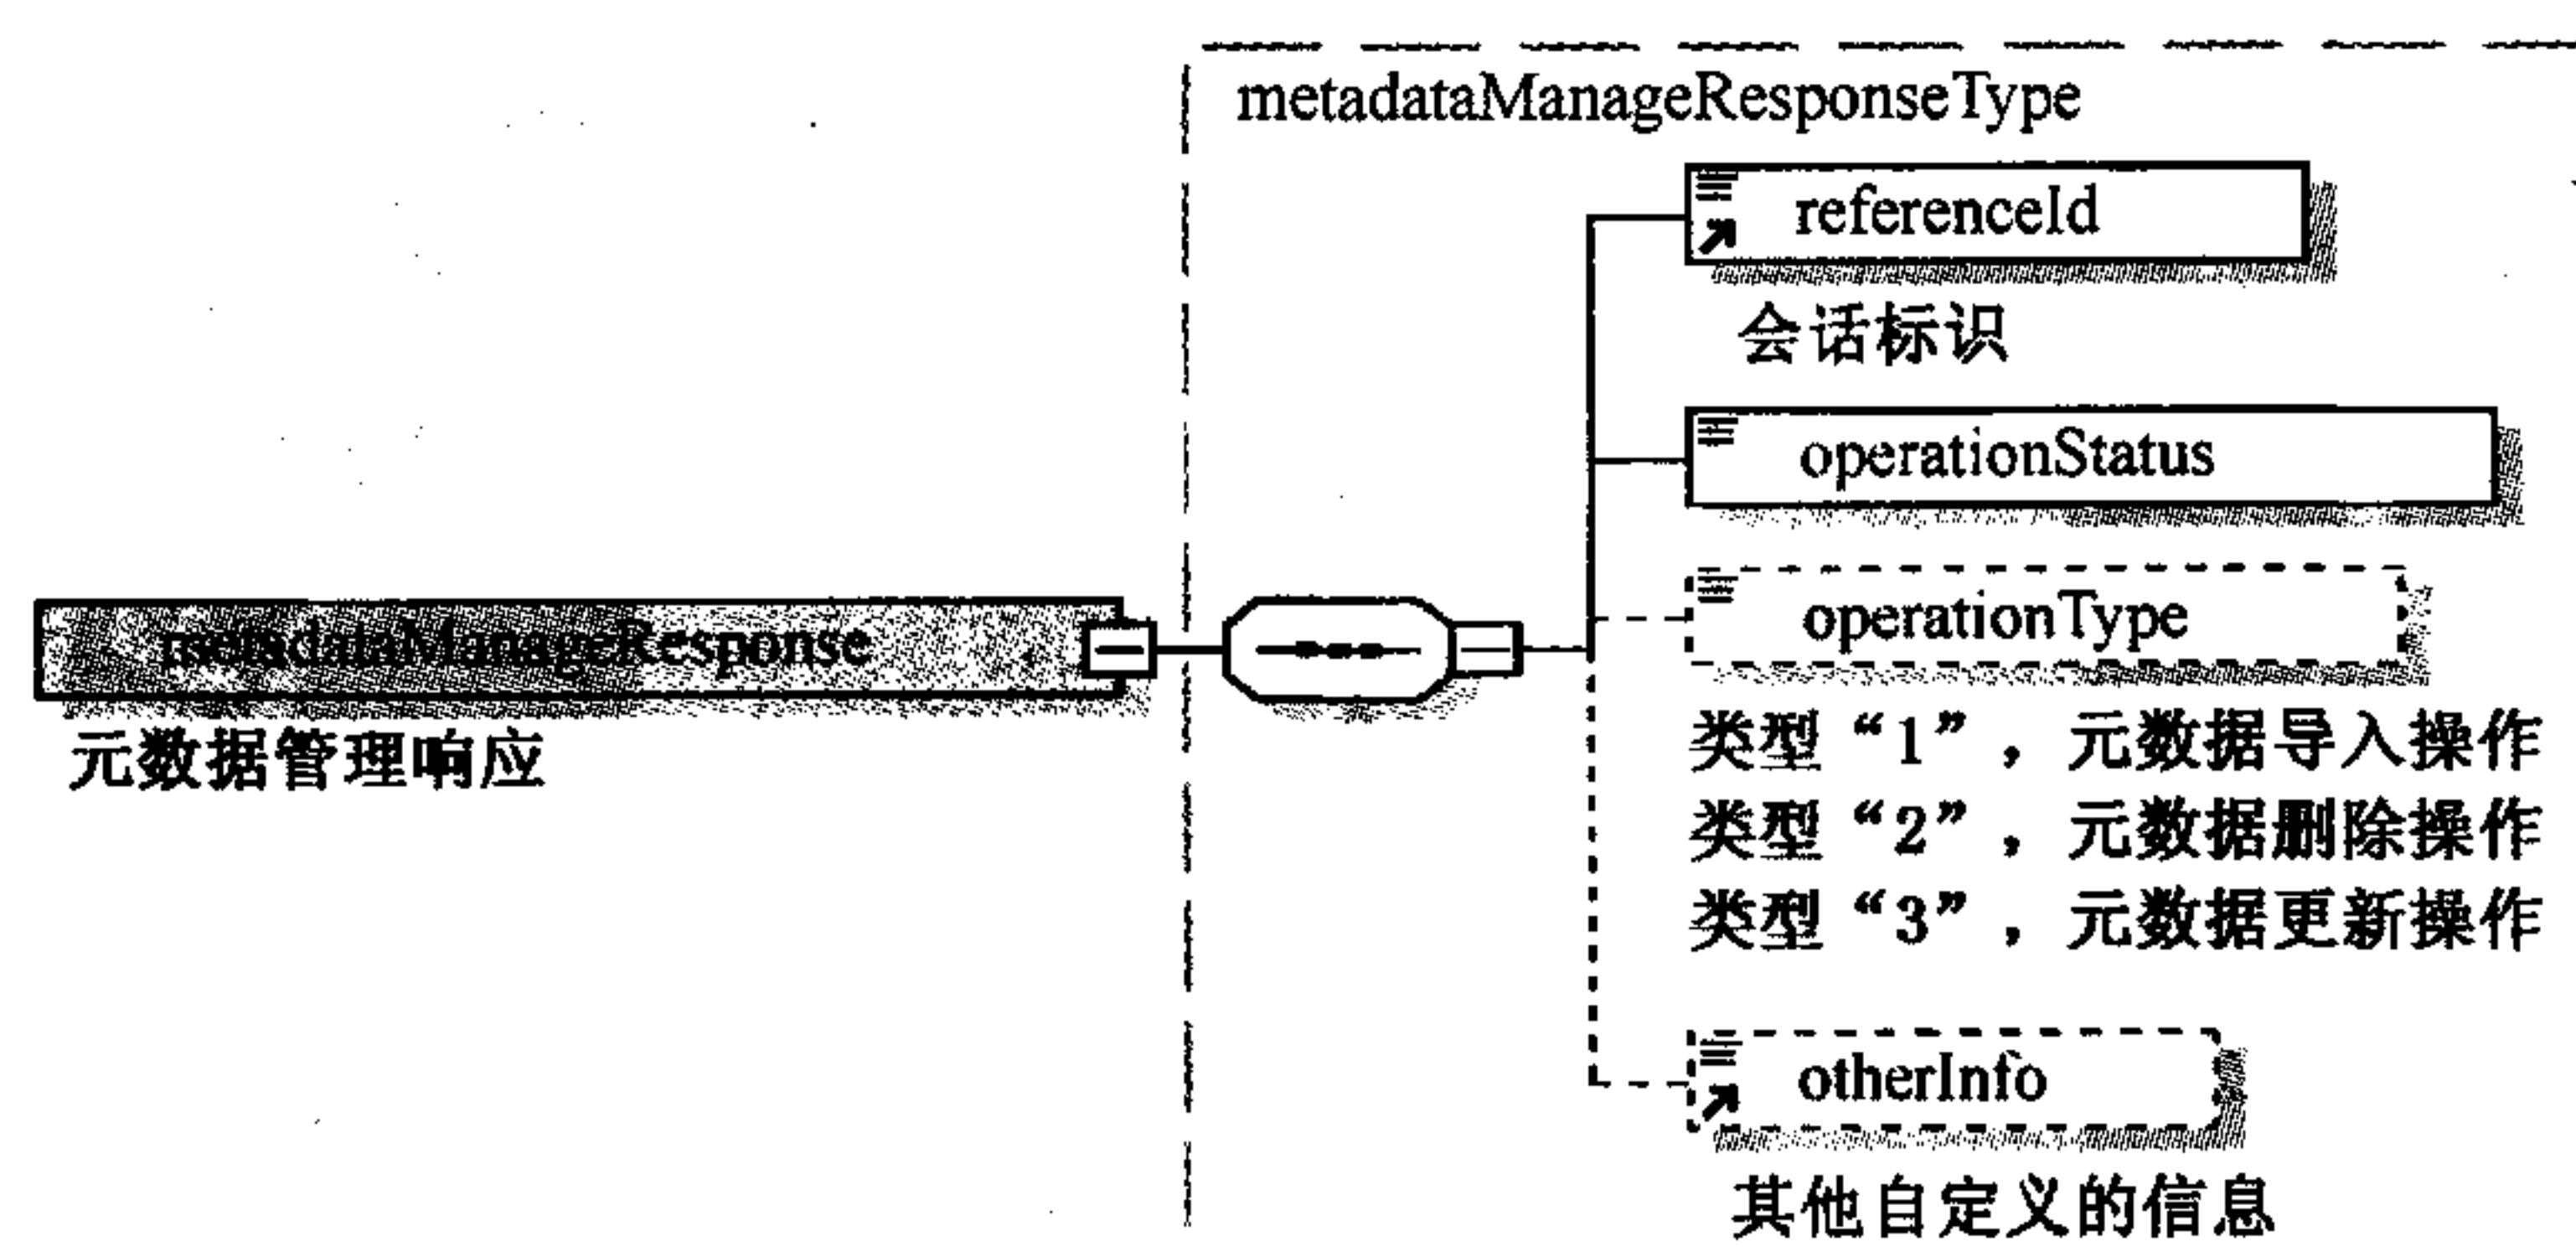 metadataManageResponseType
referenceId
会话标识
operationStatus
metadataManageResponse
元数据管理响应
operationType
类型“1”，元数据导入操作
类型“2”，元数据删除操作
类型“3”，元数据更新操作
otherInfo
其他自定义的信息